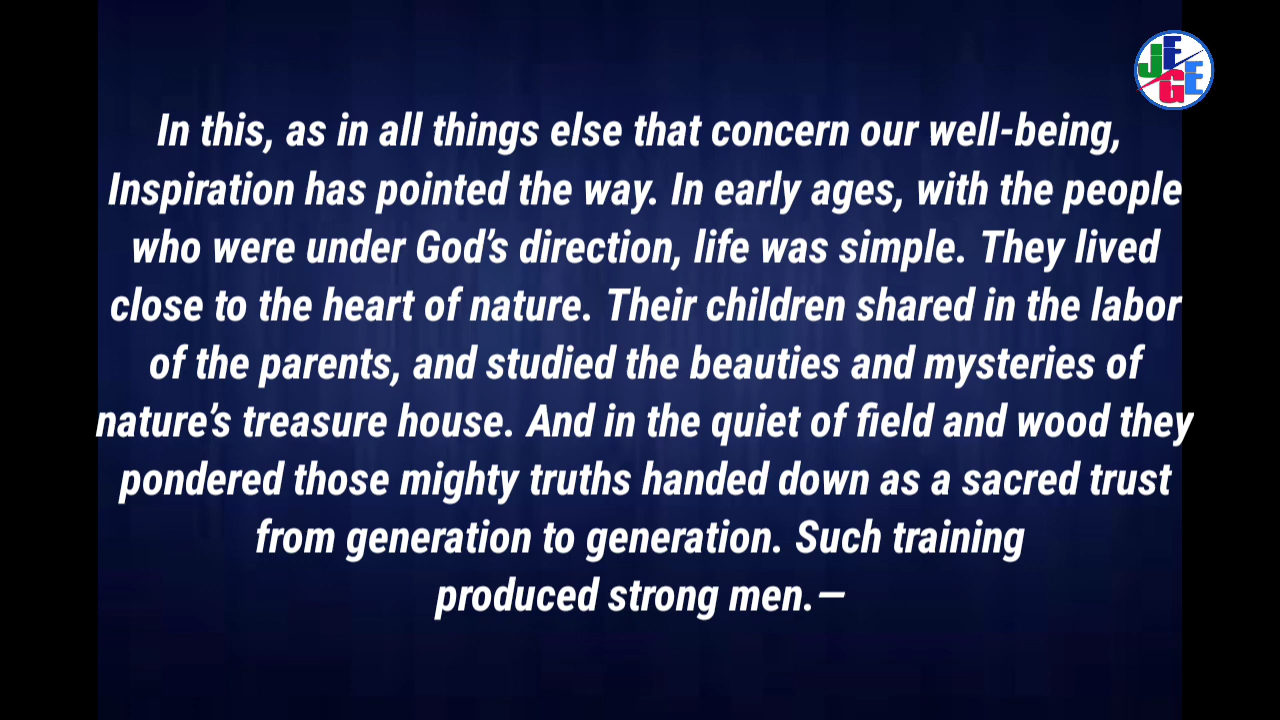 JEGE
In this, as in all things else that concern our well-being,
Inspiration has pointed the way. In early ages, with the people
who were under God’s direction, life was simple. They lived
close to the heart of nature. Their children shared in the labor
of the parents, and studied the beauties and mysteries of
nature’s treasure house. And in the quiet of field and wood they
pondered those mighty truths handed down as a sacred trust
from generation to generation. Such training
produced strong men.—